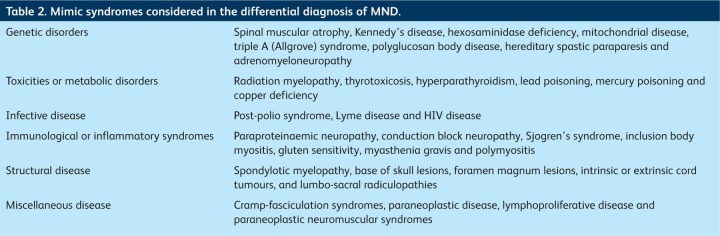 Table 2. Mimic syndromes considered in the differential diagnosis of MND.
Genetic disorders
Spinal muscular atrophy, Kennedy's disease, hexosaminidase deficiency, mitochondrial disease,
triple A (Allgrove) syndrome, polyglucosan body disease, hereditary spastic paraparesis and
adrenomyeloneuropathy
Toxicities or metabolic disorders
Radiation myelopathy, thyrotoxicosis, hyperparathyroidism, lead poisoning, mercury poisoning and
copper deficiency
Infective disease
Post-polio syndrome, Lyme disease and HIV disease
Immunological or inflammatory syndromes
Paraproteinaemic neuropathy, conduction block neuropathy, Sjogren's syndrome, inclusion body
myositis, gluten sensitivity, myasthenia gravis and polymyositis
Structural disease
Spondylotic myelopathy, base of skull lesions, foramen magnum lesions, intrinsic or extrinsic cord
tumours, and lumbo-sacral radiculopathies
Miscellaneous disease
Cramp-fasciculation syndromes, paraneoplastic disease, lymphoproliferative disease and
paraneoplastic neuromuscular syndromes